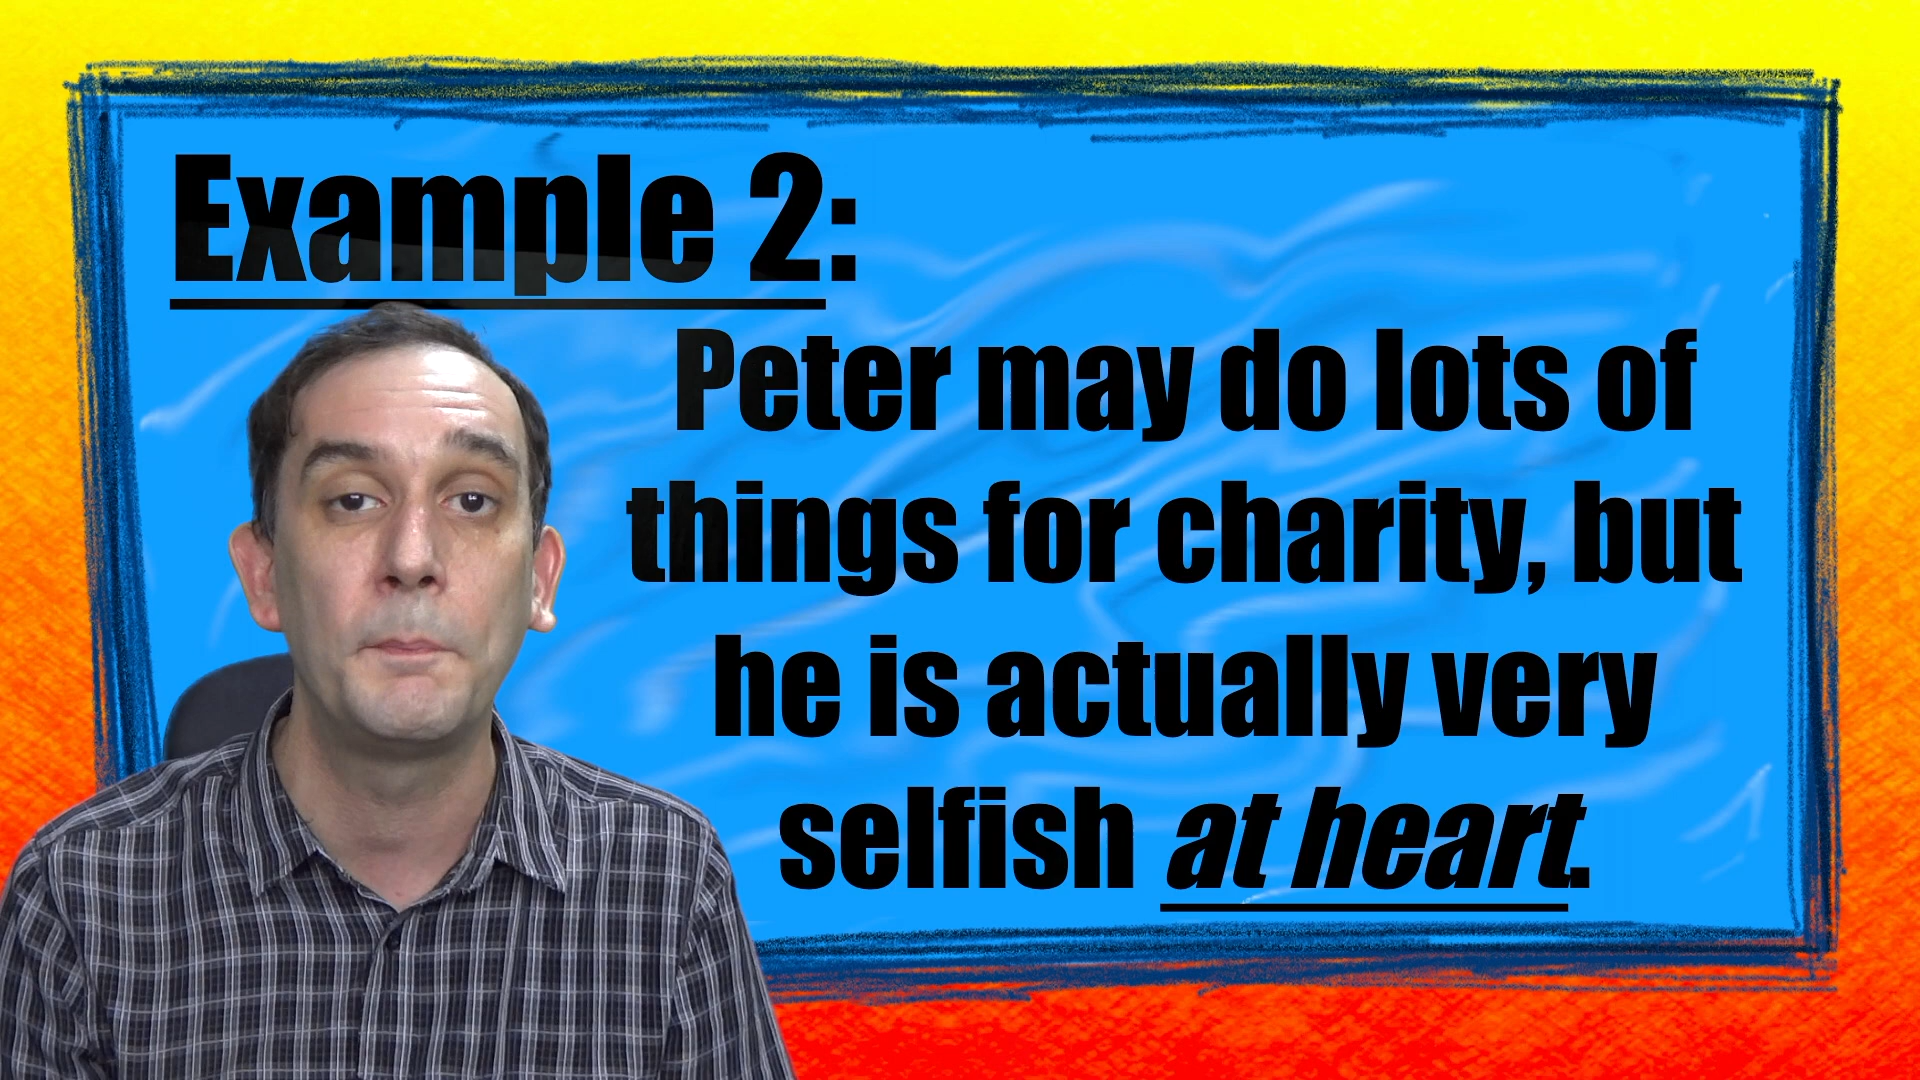 Example 2:
Peter may do lots of
things for charity, but
he is actually very
selfish at heart.